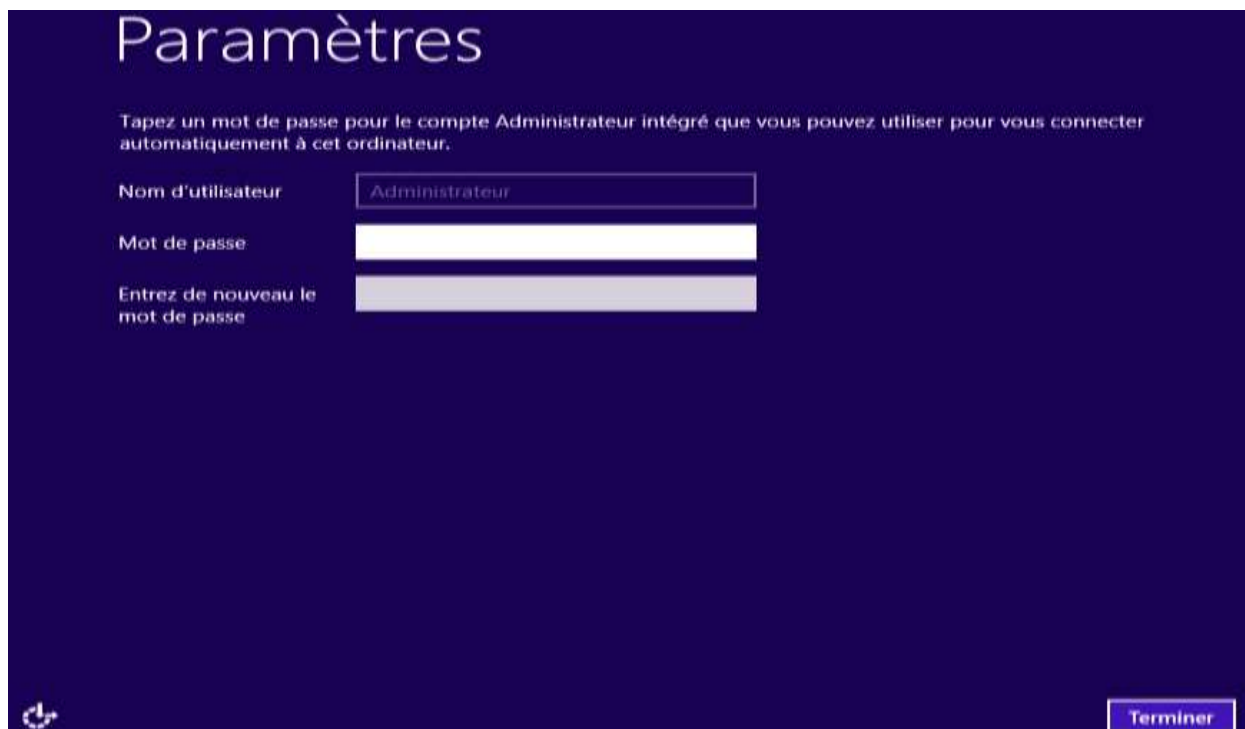 Paramètres
Tapez un mot de passe pour le compte Administrateur intégré que vous pouvez utiliser pour vous connecter
automatiquement à cet ordinateur.
Nom d'utilisateur
Administrateur
Mot de passe
Entrez de nouveau le
mot de passe
Terminer